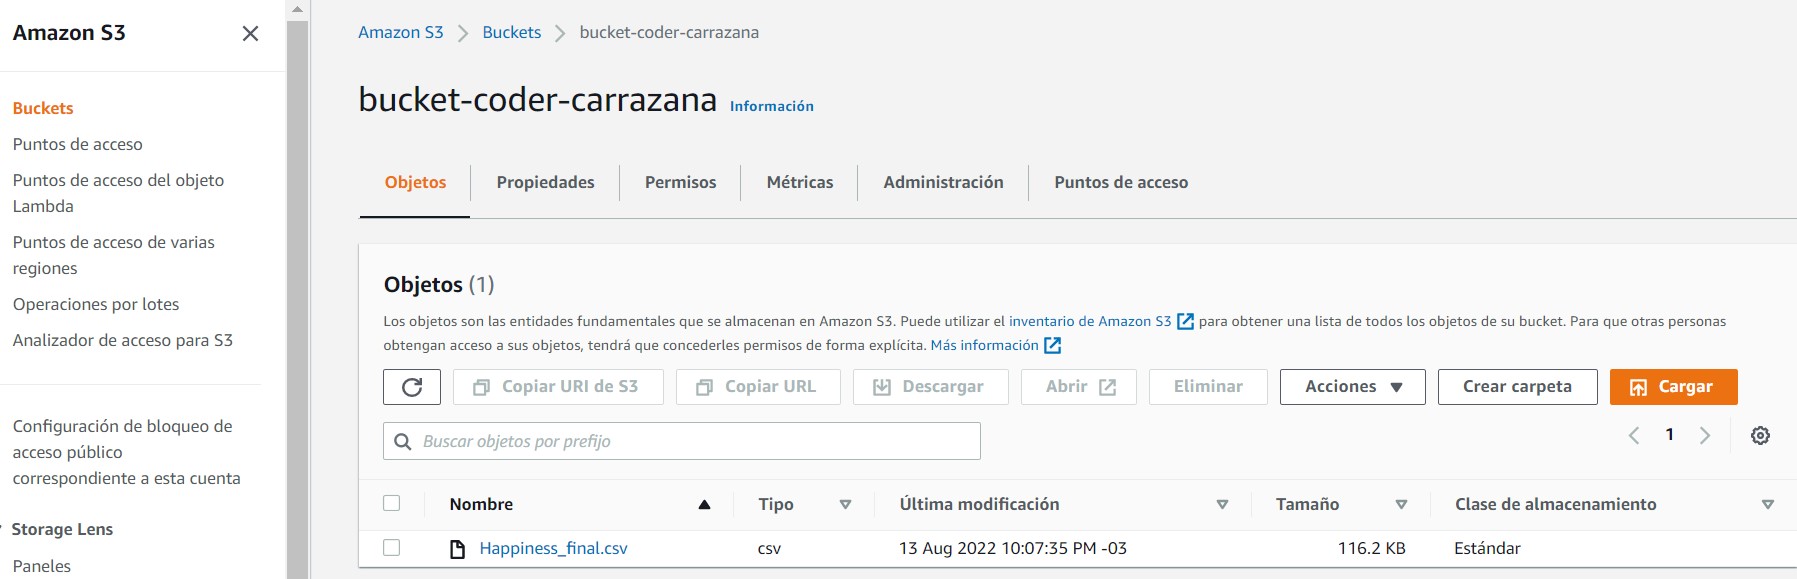 Amazon S3
Buckets
Puntos de acceso
Puntos de acceso del objeto
Lambda
Puntos de acceso de varias
regiones
Operaciones por lotes
Analizador de acceso para S3
Configuración de bloqueo de
acceso público
correspondiente a esta cuenta
Storage Lens
Paneles
Amazon S3 > Buckets > bucket-coder-carrazana
bucket-coder-carrazana Información
Objetos Propiedades Permisos Métricas Administración Puntos de acceso
Objetos (1)
Los objetos son las entidades fundamentales que se almacenan en Amazon S3. Puede utilizar el inventario de Amazon S3 para obtener una lista de todos los objetos de su bucket. Para que otras personas
obtengan acceso a sus objetos, tendrá que concederles permisos de forma explícita. Más información
Copiar URI de S3 Copiar URL Descargar Abrir Eliminar Acciones Crear carpeta Cargar
Buscar objetos por prefijo
1
Nombre Tipo Última modificación Tamaño Clase de almacenamiento
Happiness_final.csv csv 13 Aug 2022 10:07:35 PM -03 116.2 KB Estándar